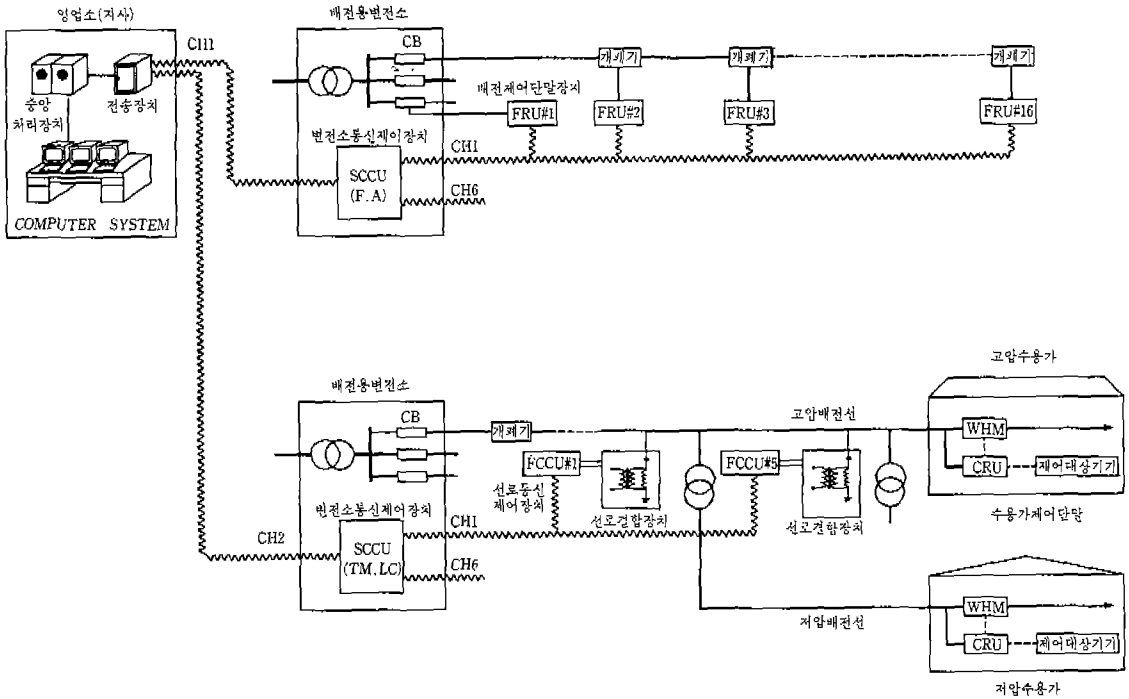 영업소(지사)
CH1
중앙
처리장치
전송장치
COMPUTER SYSTEM
배전용변전소
CB
개폐기
개폐기
개폐기
배전제어단말장치
FRU#1
FRU#2
FRU#3
FRU#16
변전소통신제어장치
SCCU
(F.A)
CH1
CH6
배전용변전소
CB
개폐기
고압배전선
FCCU#1
선로통신
제어장치
선로결합장치
FCCU#5
선로결합장치
변전소통신제어장치
CH2
SCCU
(TM, LC)
CH1
CH6
고압수용가
WHM
CRU
제어대상기기
수용가제어단말
저압배전선
WHM
CRU
제어대상기기
저압수용가